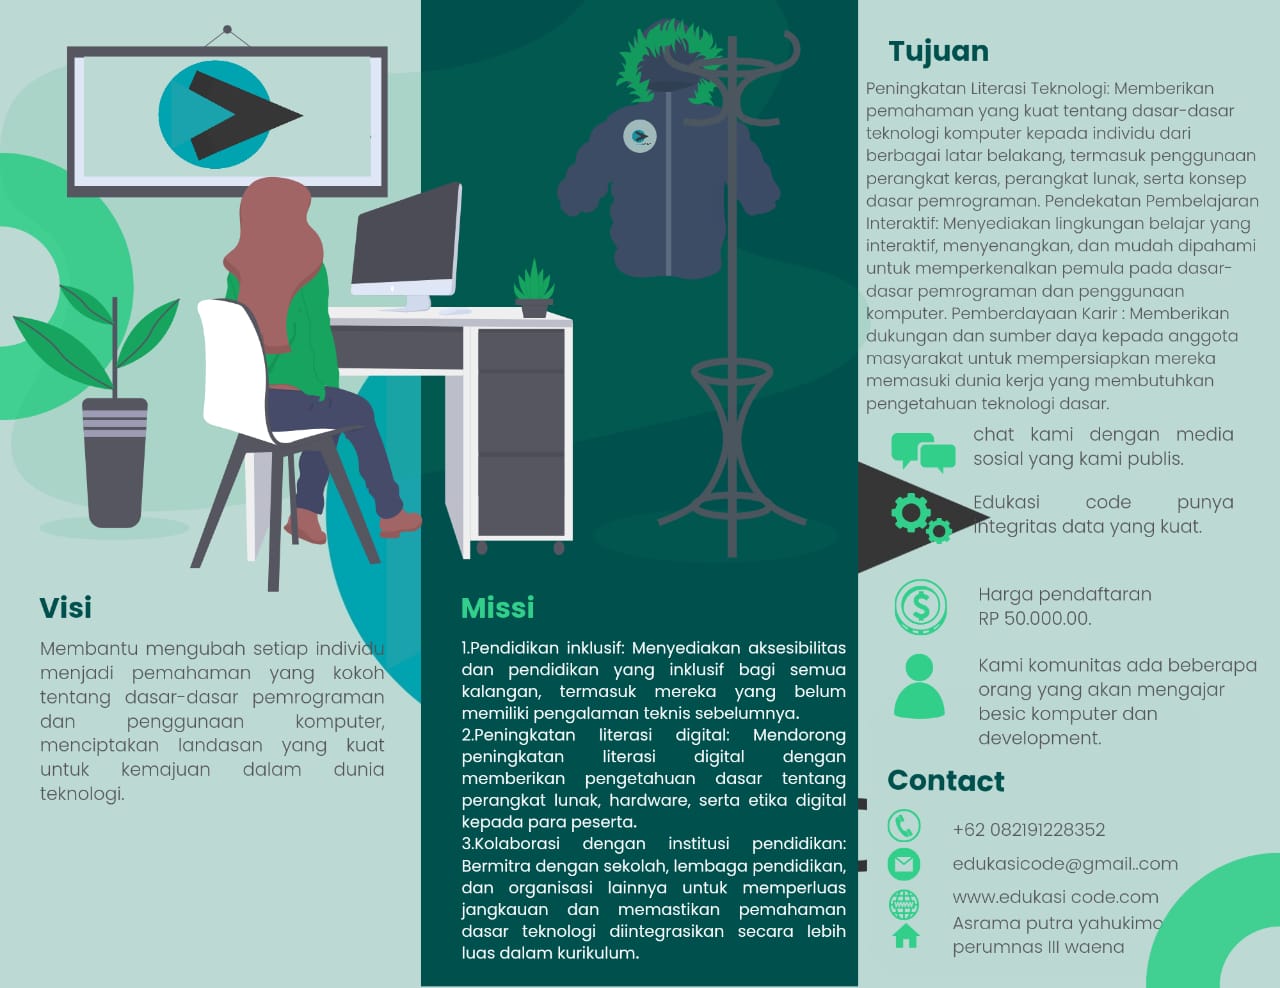 Visi
Membantu mengubah setiap individu
menjadi pemahaman yang kokoh
tentang dasar-dasar pemrograman
dan penggunaan komputer,
menciptakan landasan yang kuat
untuk kemajuan dalam dunia
teknologi.
Missi
1.Pendidikan inklusif: Menyediakan aksesibilitas
dan pendidikan yang inklusif bagi semua
kalangan, termasuk mereka yang belum
memiliki pengalaman teknis sebelumnya.
2.Peningkatan literasi digital: Mendorong
peningkatan literasi digital dengan
memberikan pengetahuan dasar tentang
perangkat lunak, hardware, serta etika digital
kepada para peserta.
3.Kolaborasi dengan institusi pendidikan:
Bermitra dengan sekolah, lembaga pendidikan,
dan organisasi lainnya untuk memperluas
jangkauan dan memastikan pemahaman
dasar teknologi diintegrasikan secara lebih
luas dalam kurikulum.
Tujuan
Peningkatan Literasi Teknologi: Memberikan
pemahaman yang kuat tentang dasar-dasar
teknologi komputer kepada individu dari
berbagai latar belakang, termasuk penggunaan
perangkat keras, perangkat lunak, serta konsep
dasar pemrograman. Pendekatan Pembelajaran
Interaktif: Menyediakan lingkungan belajar yang
interaktif, menyenangkan, dan mudah dipahami
untuk memperkenalkan pemula pada dasar-
dasar pemrograman dan penggunaan
komputer. Pemberdayaan Karir : Memberikan
dukungan dan sumber daya kepada anggota
masyarakat untuk mempersiapkan mereka
memasuki dunia kerja yang membutuhkan
pengetahuan teknologi dasar.
chat kami dengan media
sosial yang kami publis.
Edukasi code punya
integritas data yang kuat.
Harga pendaftaran
RP 50.000.00.
Kami komunitas ada beberapa
orang yang akan mengajar
besic komputer dan
development.
Contact
+62 082191228352
edukasicode@gmail..com
www.edukasi code.com
Asrama putra yahukimo
perumnas III waena